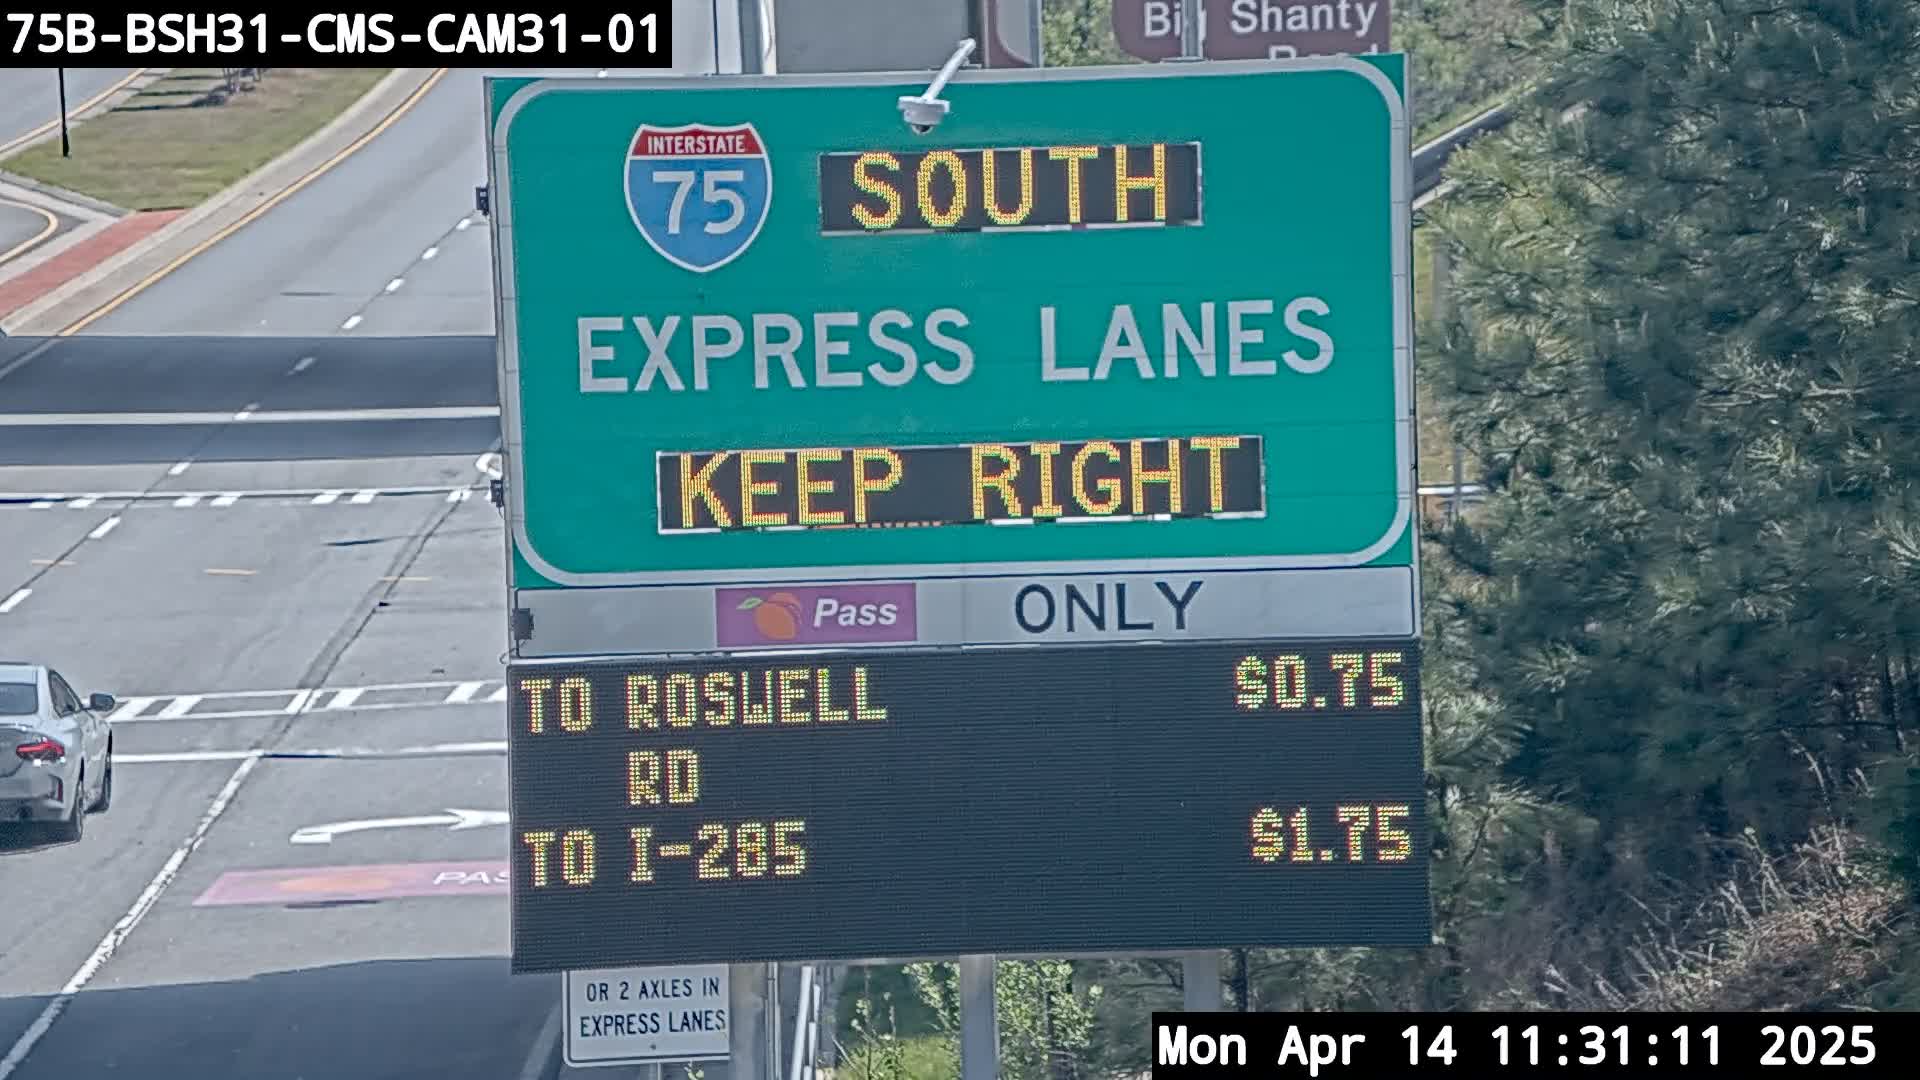 75B-BSH31-CMS-CAM31-01
Big Shanty
Road
INTERSTATE
75
SOUTH
EXPRESS LANES
KEEP RIGHT
Pass ONLY
TO ROSWELL $0.75
RD
TO I-285 $1.75
PAS
OR 2 AXLES IN
EXPRESS LANES
Mon Apr 14 11:31:11 2025